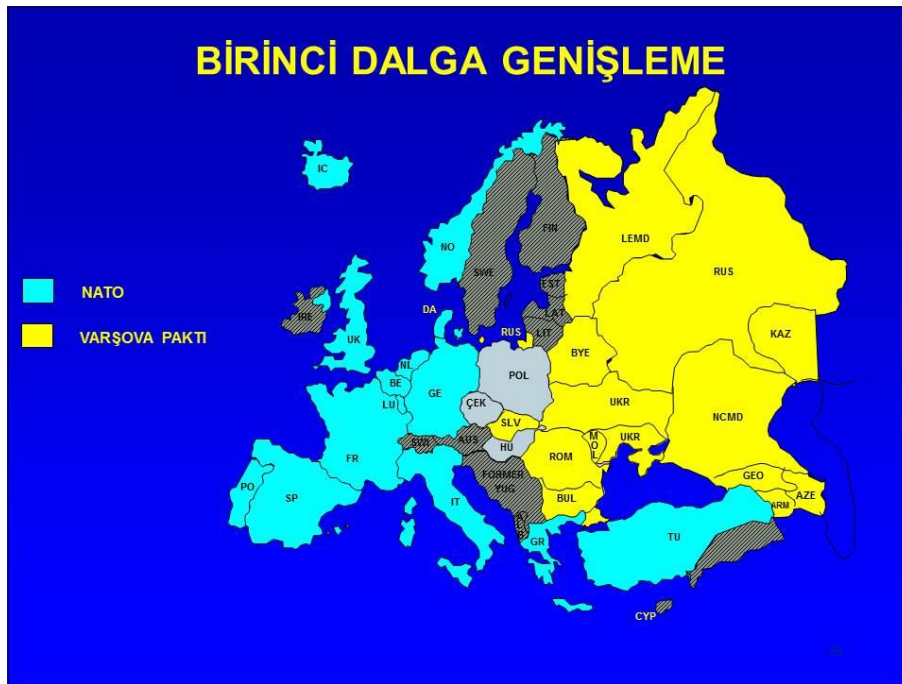 BİRİNCİ DALGA GENİŞLEME
IC
NO
FIN
LEMD
SWE
RUS
EST
NATO
LAT
DA
IRE
RUS
LIT
VARŞOVA PAKTI
UK
KAZ
BYE
NL
POL
BE
GE
ÇEK
UKR
LU
NCMD
SLV
MOL
UKR
SWI
AUS
HU
FR
ROM
FORMER
YUG
GEO
PO
SP
IT
BUL
AZE
ARM
ALB
GR
TU
CYP